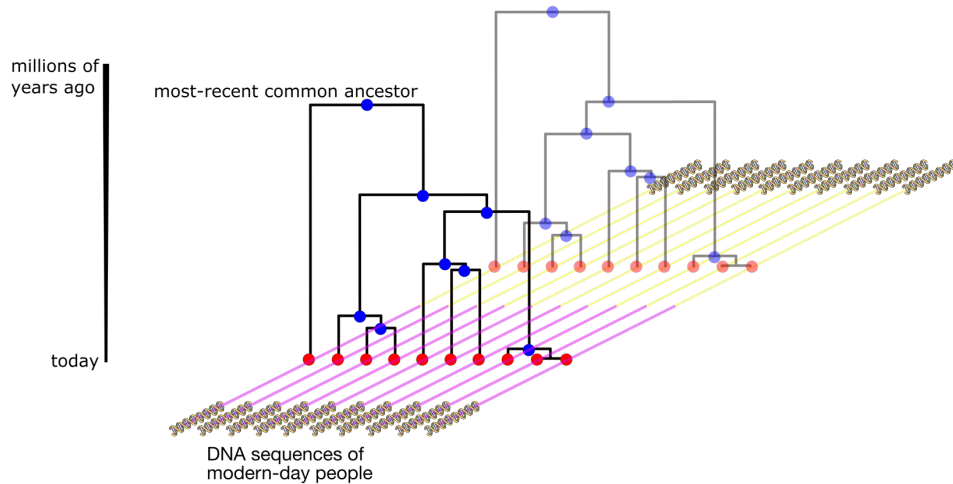 millions of
years ago
most-recent common ancestor
today
DNA sequences of
modern-day people